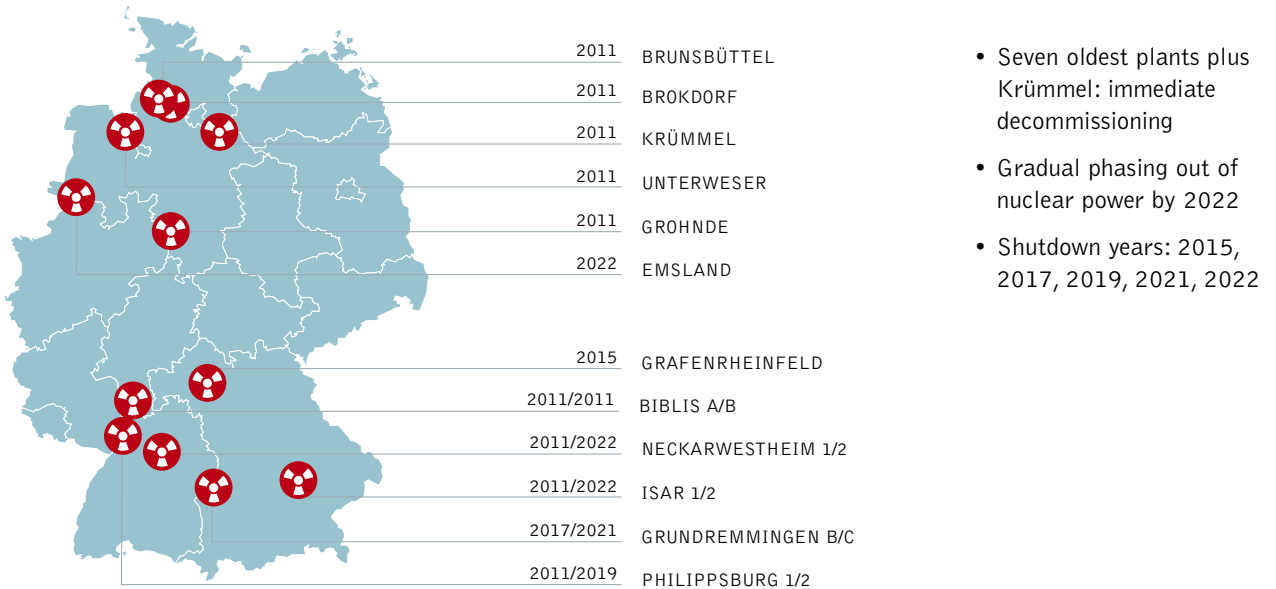 2011 BRUNSBÜTTEL
2011 BROKDORF
2011 KRÜMMEL
2011 UNTERWESER
2011 GROHNDE
2022 EMSLAND
2015 GRAFENRHEINFELD
2011/2011 BIBLIS A/B
2011/2022 NECKARWESTHEIM 1/2
2011/2022 ISAR 1/2
2017/2021 GRUNDREMMINGEN B/C
2011/2019 PHILIPPSBURG 1/2
• Seven oldest plants plus
Krümmel: immediate
decommissioning
• Gradual phasing out of
nuclear power by 2022
• Shutdown years: 2015,
2017, 2019, 2021, 2022